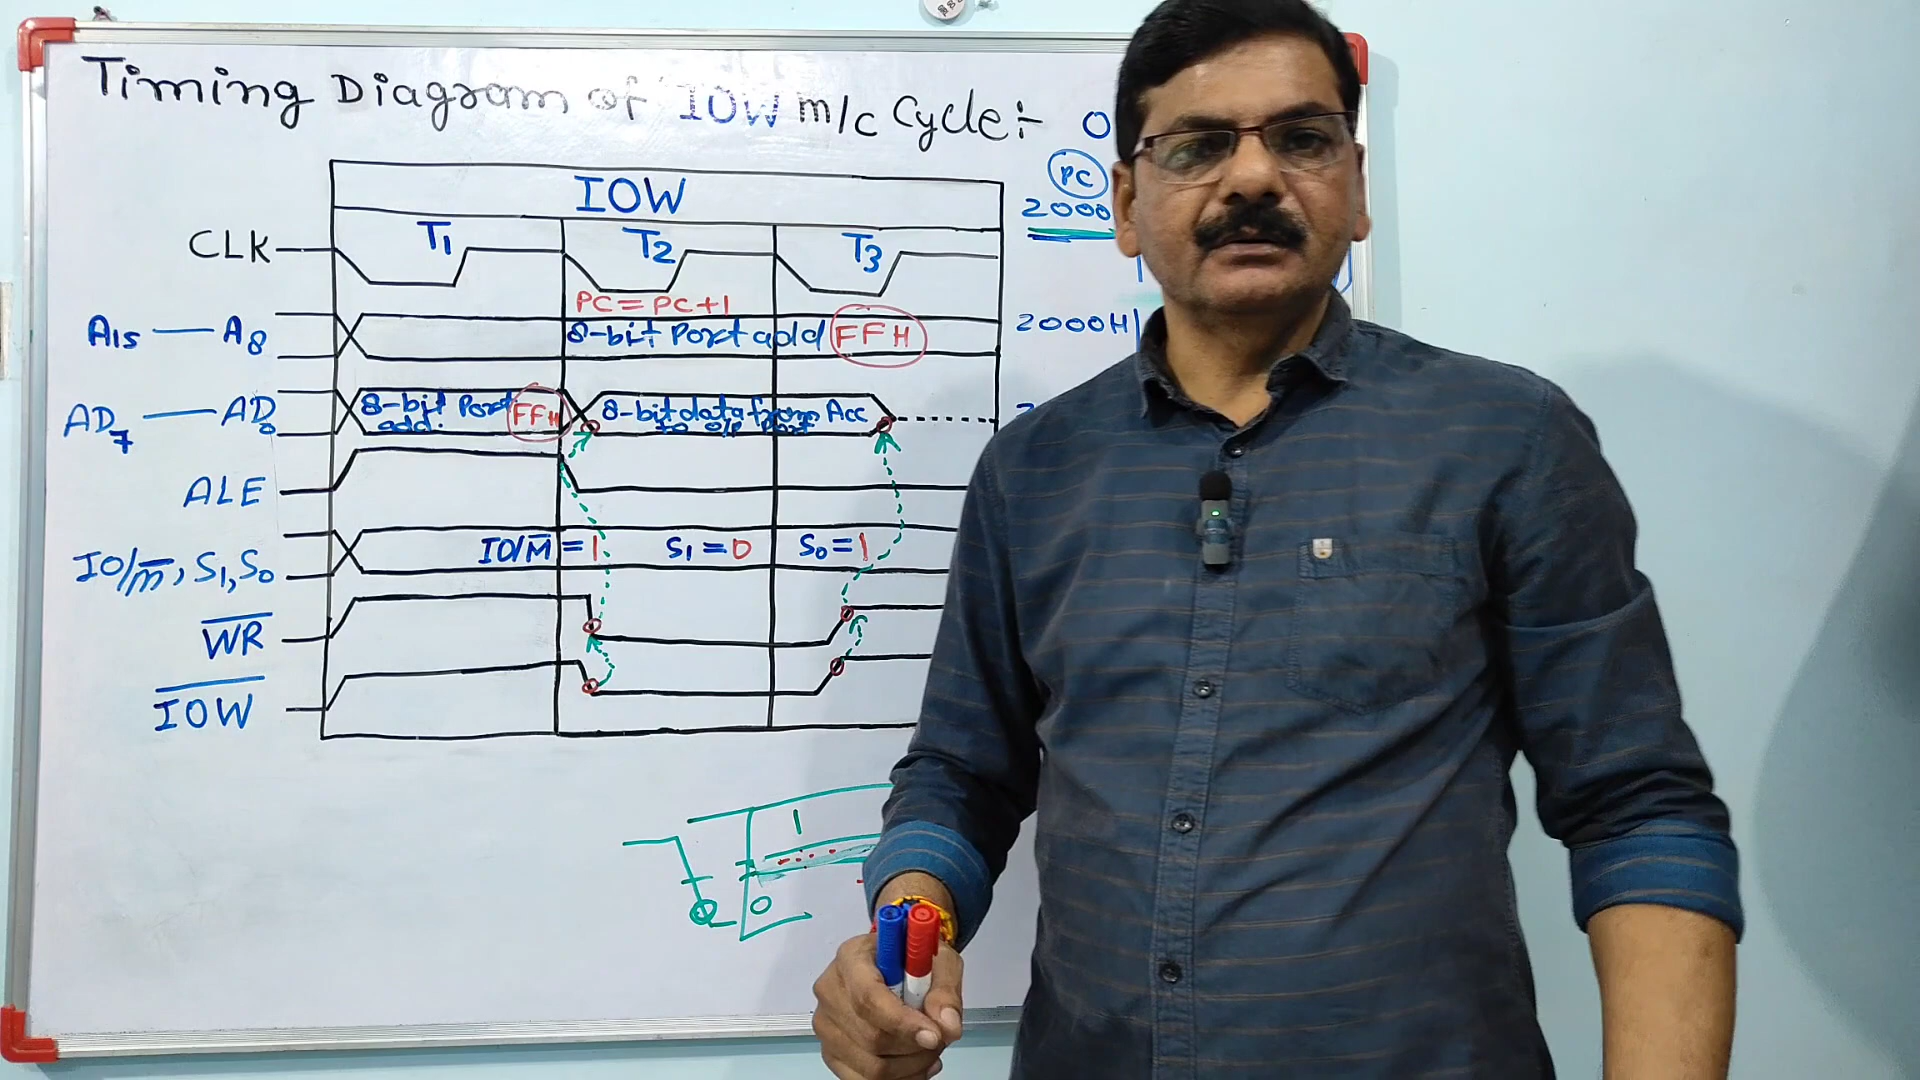 Timing Diagram of IOW m/c Cycle:- O
PC
2000
IOW
CLK T1 T2 T3
PC = PC+1
A15 — A8 8-bit Port add FFH 2000H
AD7 — AD0 8-bit Port add. FFH 8-bit data from Acc to o/p Port
ALE
IO/M̅, S1, S0 IO/M̅ = 1 S1 = 0 S0 = 1
W̅R̅
I̅O̅W̅
1
0